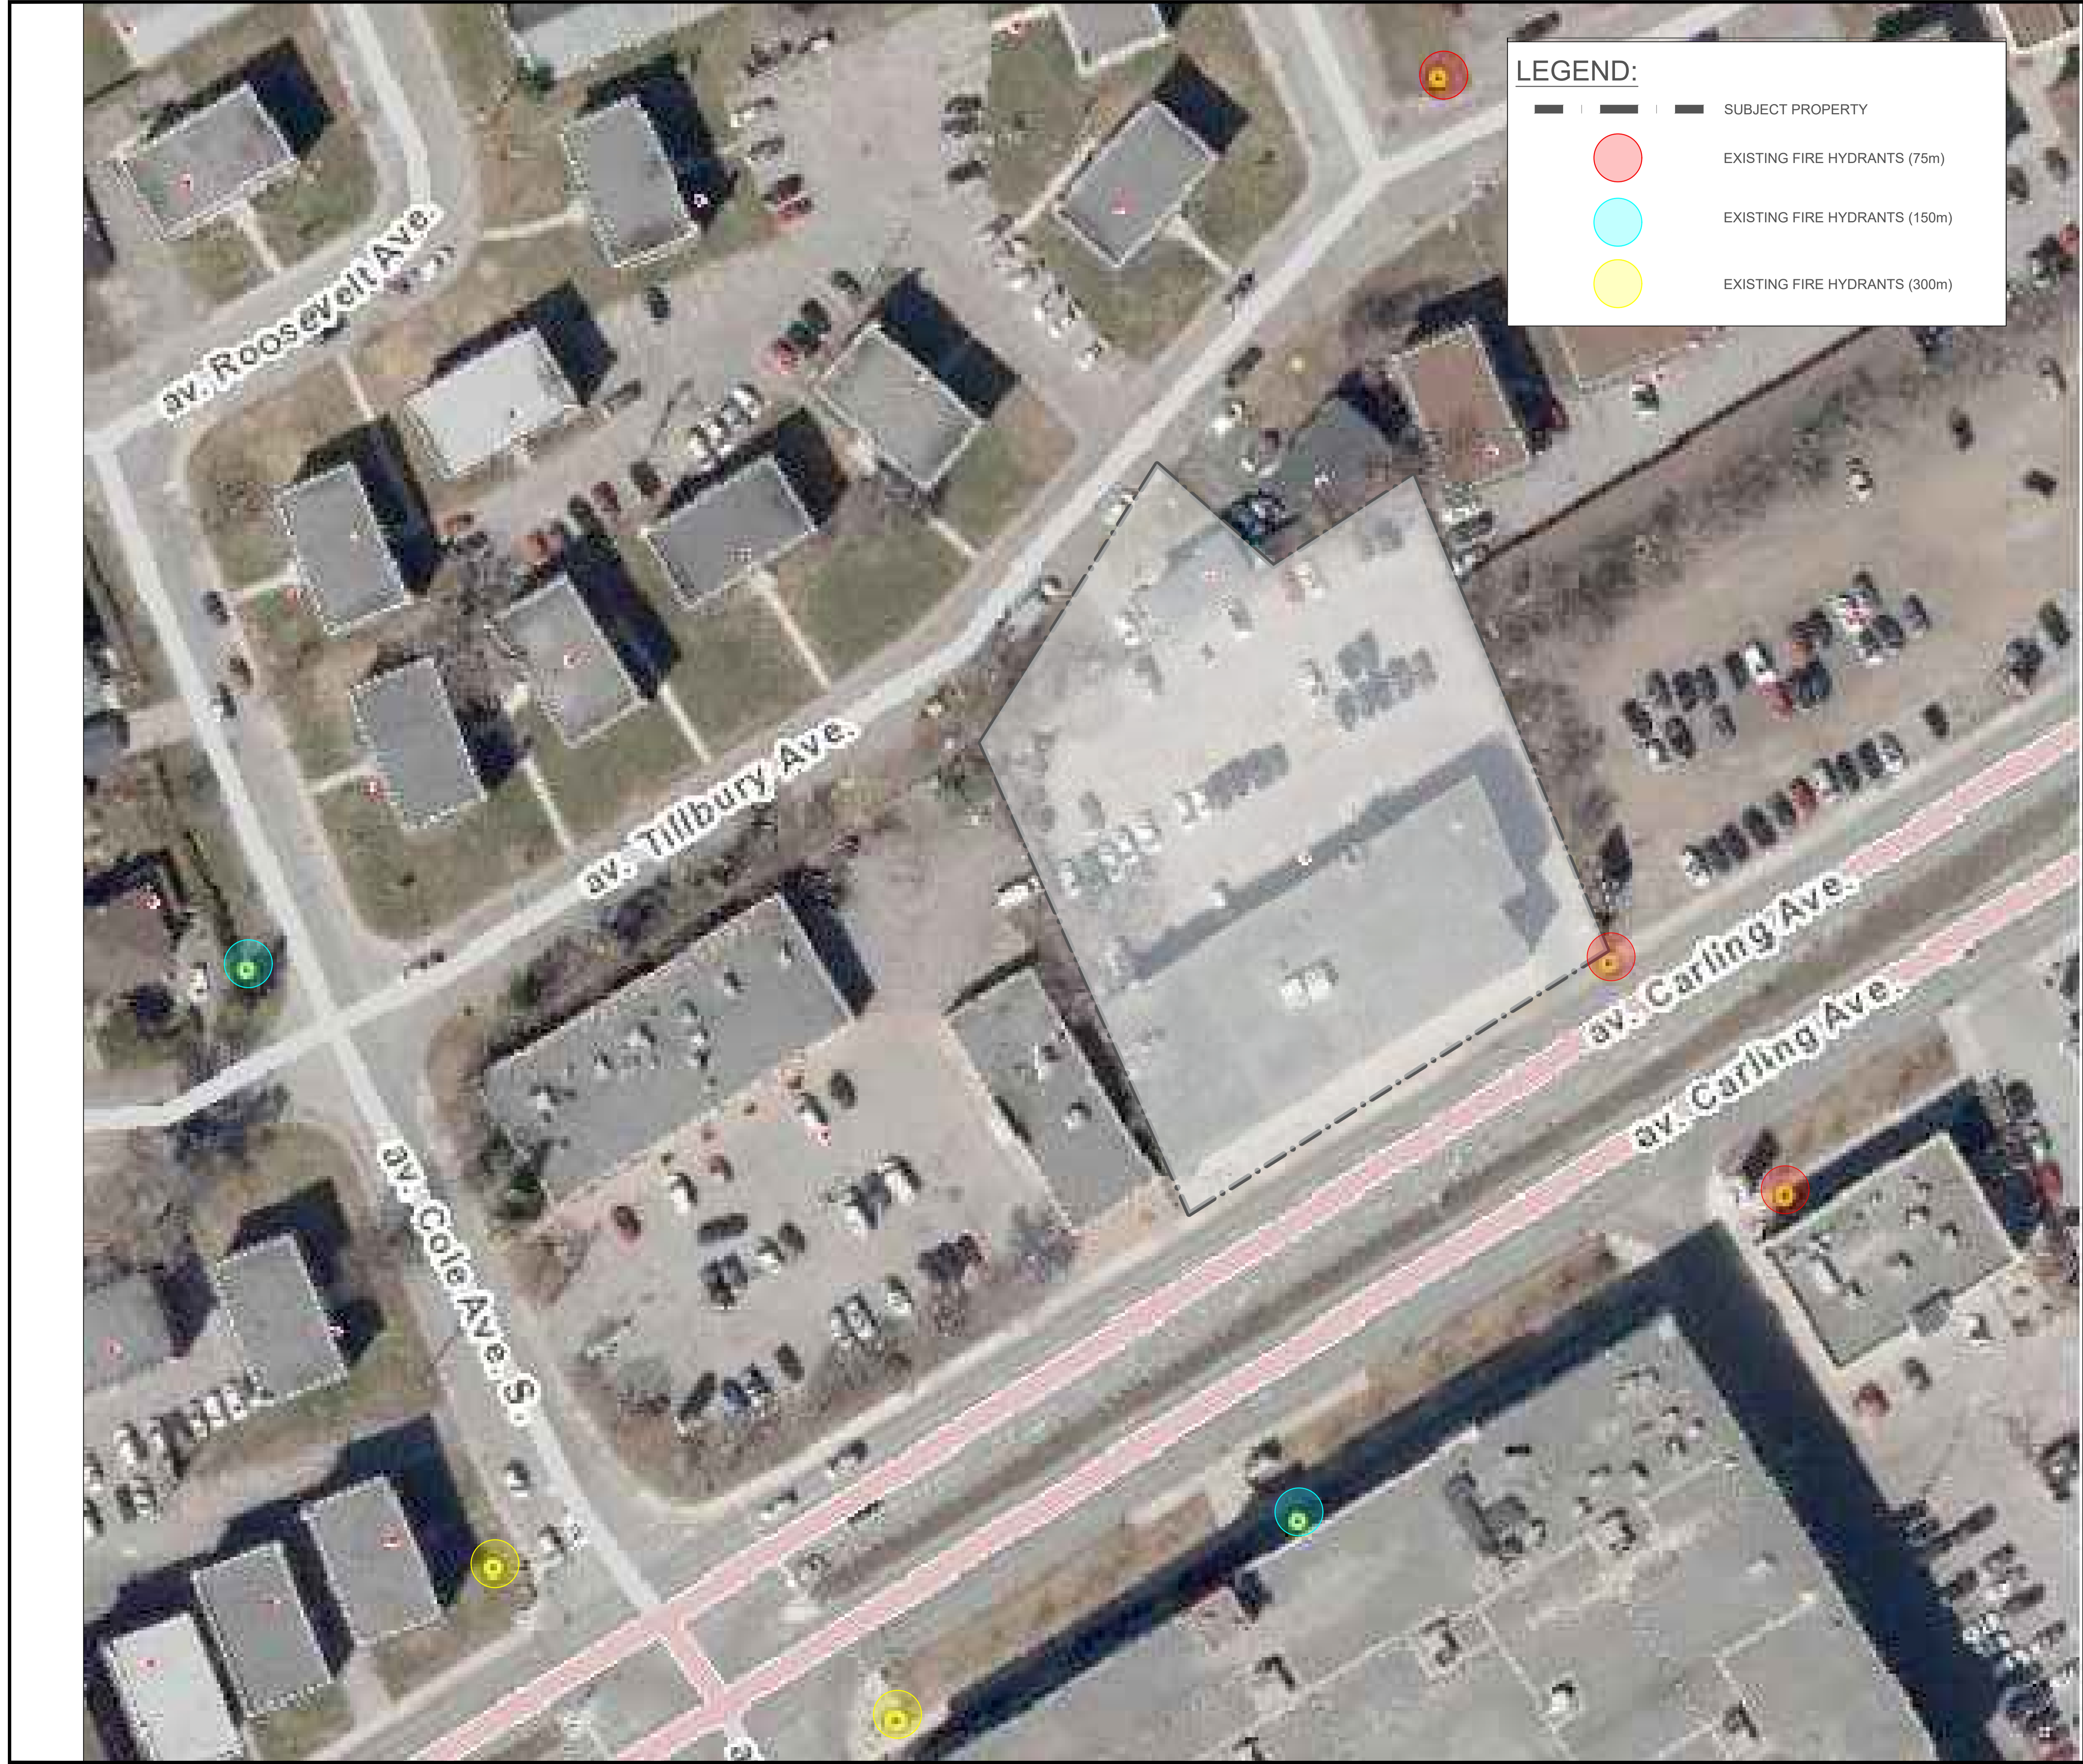 LEGEND:
SUBJECT PROPERTY
EXISTING FIRE HYDRANTS (75m)
EXISTING FIRE HYDRANTS (150m)
EXISTING FIRE HYDRANTS (300m)
av. Roosevelt Ave.
av. Tillbury Ave.
av. Carling Ave.
av. Carling Ave.
av. Cole Ave. S.